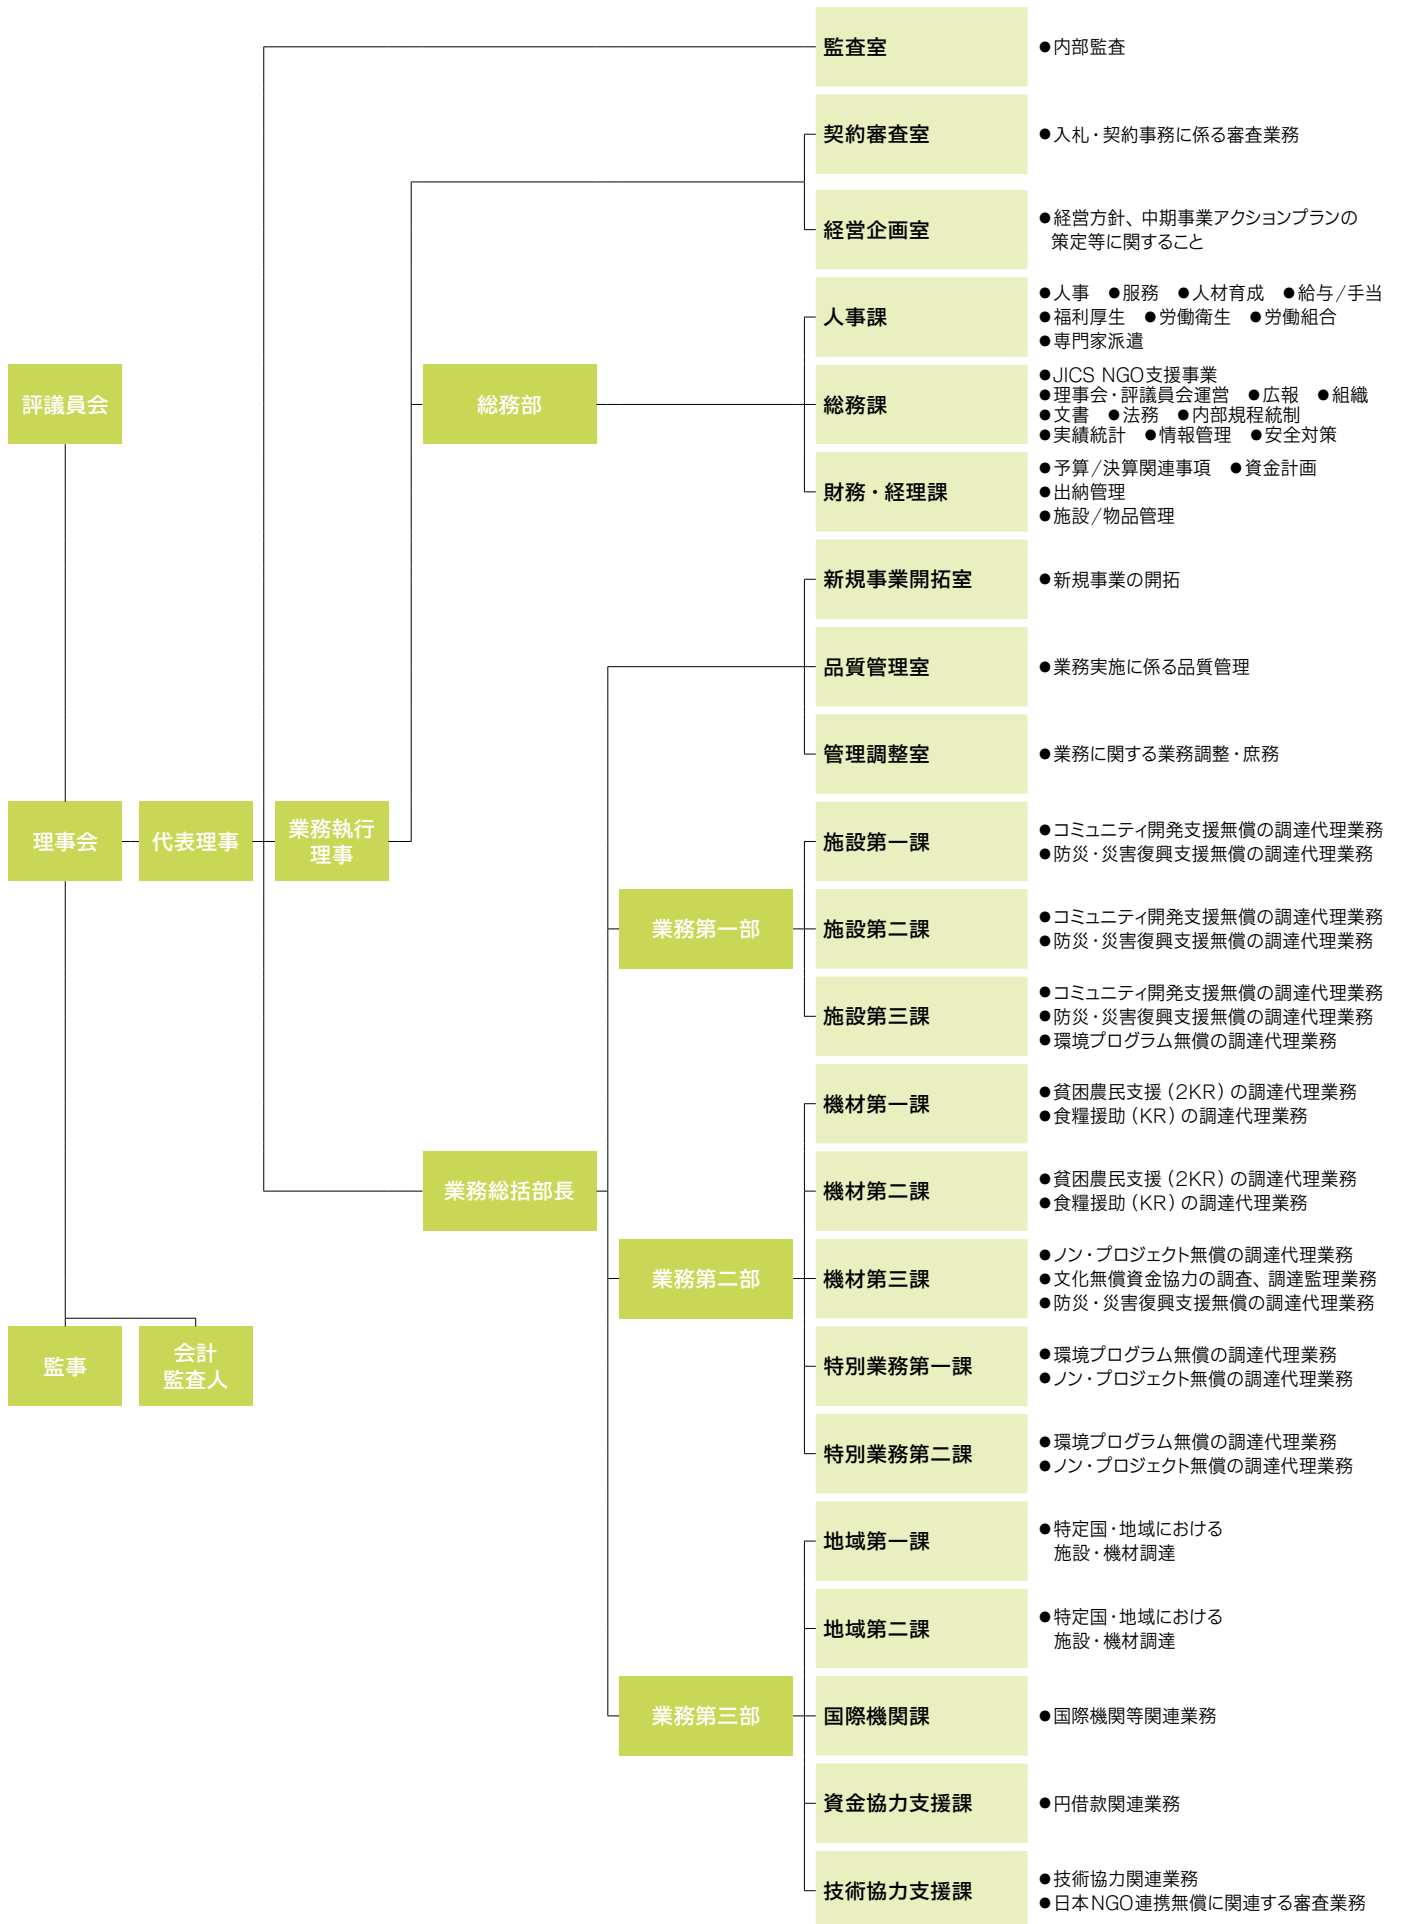 評議員会
理事会
代表理事
業務執行
理事
監事
会計
監査人
総務部
業務総括部長
業務第一部
業務第二部
業務第三部
監査室
●内部監査
契約審査室
●入札・契約事務に係る審査業務
経営企画室
●経営方針、中期事業アクションプランの
策定等に関すること
人事課
●人事 ●服務 ●人材育成 ●給与/手当
●福利厚生 ●労働衛生 ●労働組合
●専門家派遣
総務課
●JICS NGO支援事業
●理事会・評議員会運営 ●広報 ●組織
●文書 ●法務 ●内部規程統制
●実績統計 ●情報管理 ●安全対策
財務・経理課
●予算/決算関連事項 ●資金計画
●出納管理
●施設/物品管理
新規事業開拓室
●新規事業の開拓
品質管理室
●業務実施に係る品質管理
管理調整室
●業務に関する業務調整・庶務
施設第一課
●コミュニティ開発支援無償の調達代理業務
●防災・災害復興支援無償の調達代理業務
施設第二課
●コミュニティ開発支援無償の調達代理業務
●防災・災害復興支援無償の調達代理業務
施設第三課
●コミュニティ開発支援無償の調達代理業務
●防災・災害復興支援無償の調達代理業務
●環境プログラム無償の調達代理業務
機材第一課
●貧困農民支援(2KR)の調達代理業務
●食糧援助(KR)の調達代理業務
機材第二課
●貧困農民支援(2KR)の調達代理業務
●食糧援助(KR)の調達代理業務
機材第三課
●ノン・プロジェクト無償の調達代理業務
●文化無償資金協力の調査、調達監理業務
●防災・災害復興支援無償の調達代理業務
特別業務第一課
●環境プログラム無償の調達代理業務
●ノン・プロジェクト無償の調達代理業務
特別業務第二課
●環境プログラム無償の調達代理業務
●ノン・プロジェクト無償の調達代理業務
地域第一課
●特定国・地域における
施設・機材調達
地域第二課
●特定国・地域における
施設・機材調達
国際機関課
●国際機関等関連業務
資金協力支援課
●円借款関連業務
技術協力支援課
●技術協力関連業務
●日本NGO連携無償に関連する審査業務